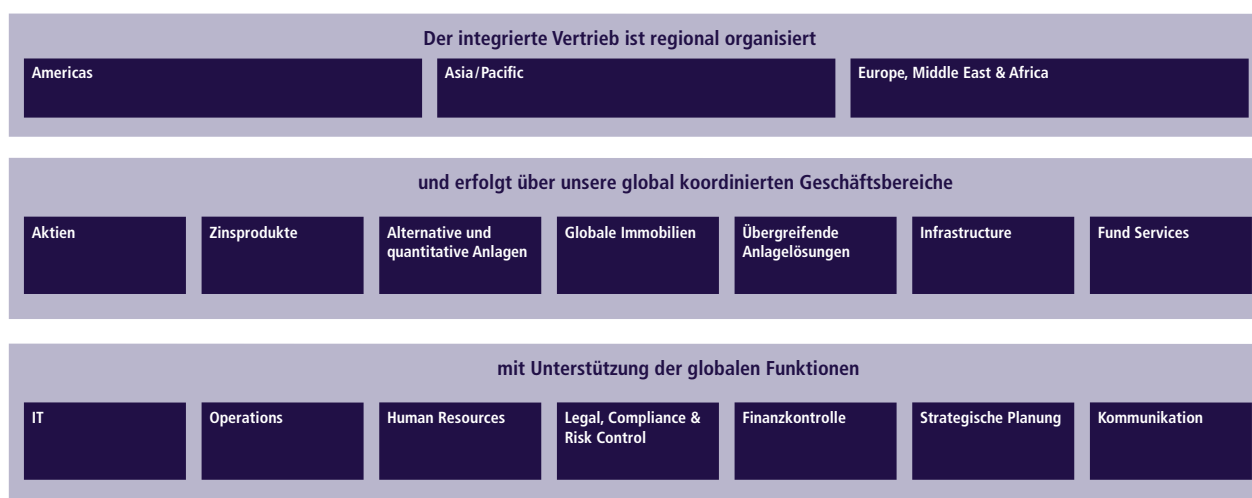 Der integrierte Vertrieb ist regional organisiert
Americas
Asia/Pacific
Europe, Middle East & Africa
und erfolgt über unsere global koordinierten Geschäftsbereiche
Aktien
Zinsprodukte
Alternative und
quantitative Anlagen
Globale Immobilien
Übergreifende
Anlagelösungen
Infrastructure
Fund Services
mit Unterstützung der globalen Funktionen
IT
Operations
Human Resources
Legal, Compliance &
Risk Control
Finanzkontrolle
Strategische Planung
Kommunikation